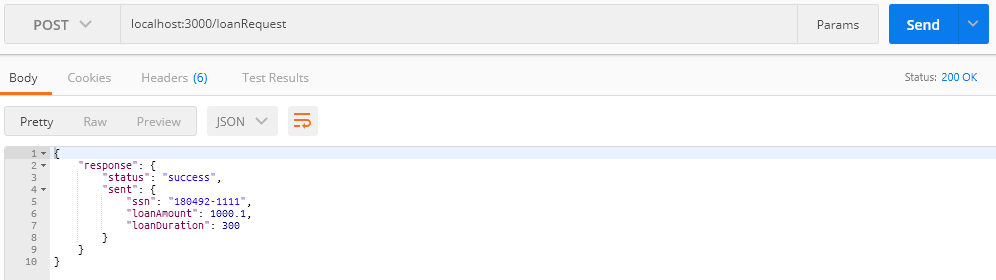 POST localhost:3000/loanRequest Params Send
Body Cookies Headers (6) Test Results Status: 200 OK
Pretty Raw Preview JSON
1 {
2 "response": {
3 "status": "success",
4 "sent": {
5 "ssn": "180492-1111",
6 "loanAmount": 1000.1,
7 "loanDuration": 300
8 }
9 }
10 }